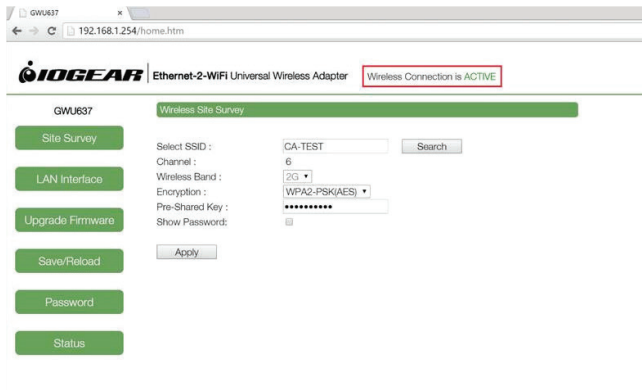 GWU637
192.168.1.254/home.htm
IOGEAR Ethernet-2-WiFi Universal Wireless Adapter Wireless Connection is ACTIVE
GWU637
Wireless Site Survey
Site Survey
LAN Interface
Upgrade Firmware
Save/Reload
Password
Status
Select SSID : CA-TEST Search
Channel : 6
Wireless Band : 2G
Encryption : WPA2-PSK(AES)
Pre-Shared Key : ••••••••••
Show Password:
Apply